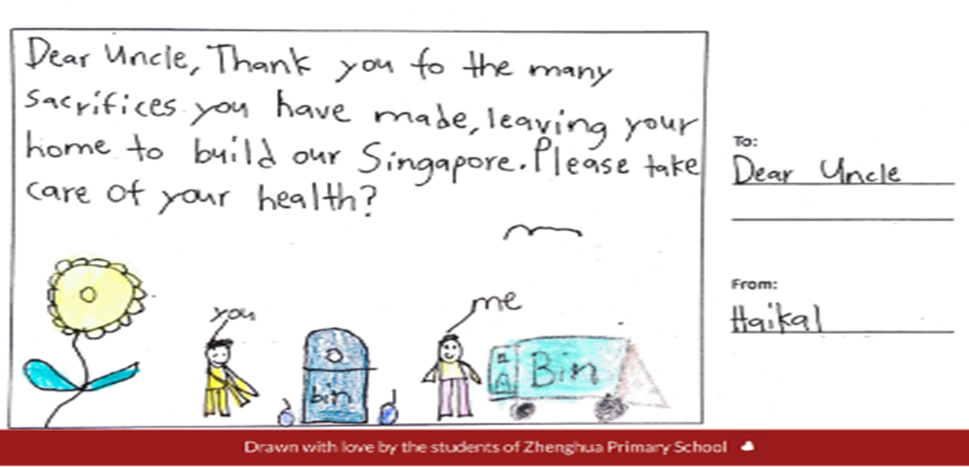 Dear Uncle, Thank you fo the many
sacrifices you have made, leaving your
home to build our Singapore. Please take
care of your health?
To:
Dear Uncle
From:
Haikal
you
me
bin
Bin
Drawn with love by the students of Zhenghua Primary School